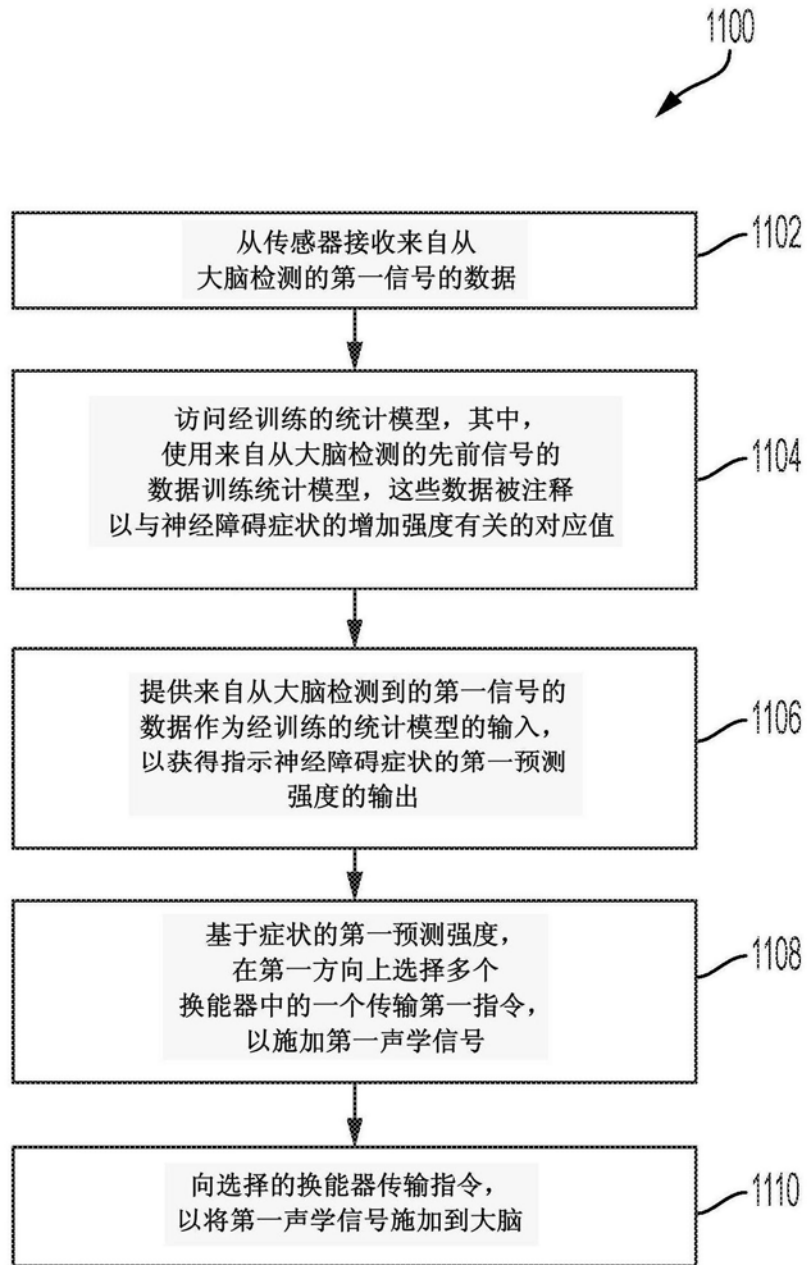 1100
从传感器接收来自从
大脑检测的第一信号的数据
1102
访问经训练的统计模型，其中，
使用来自从大脑检测的先前信号的
数据训练统计模型，这些数据被注释
以与神经障碍症状的增加强度有关的对应值
1104
提供来自从大脑检测到的第一信号的
数据作为经训练的统计模型的输入，
以获得指示神经障碍症状的第一预测
强度的输出
1106
基于症状的第一预测强度，
在第一方向上选择多个
换能器中的一个传输第一指令，
以施加第一声学信号
1108
向选择的换能器传输指令，
以将第一声学信号施加到大脑
1110